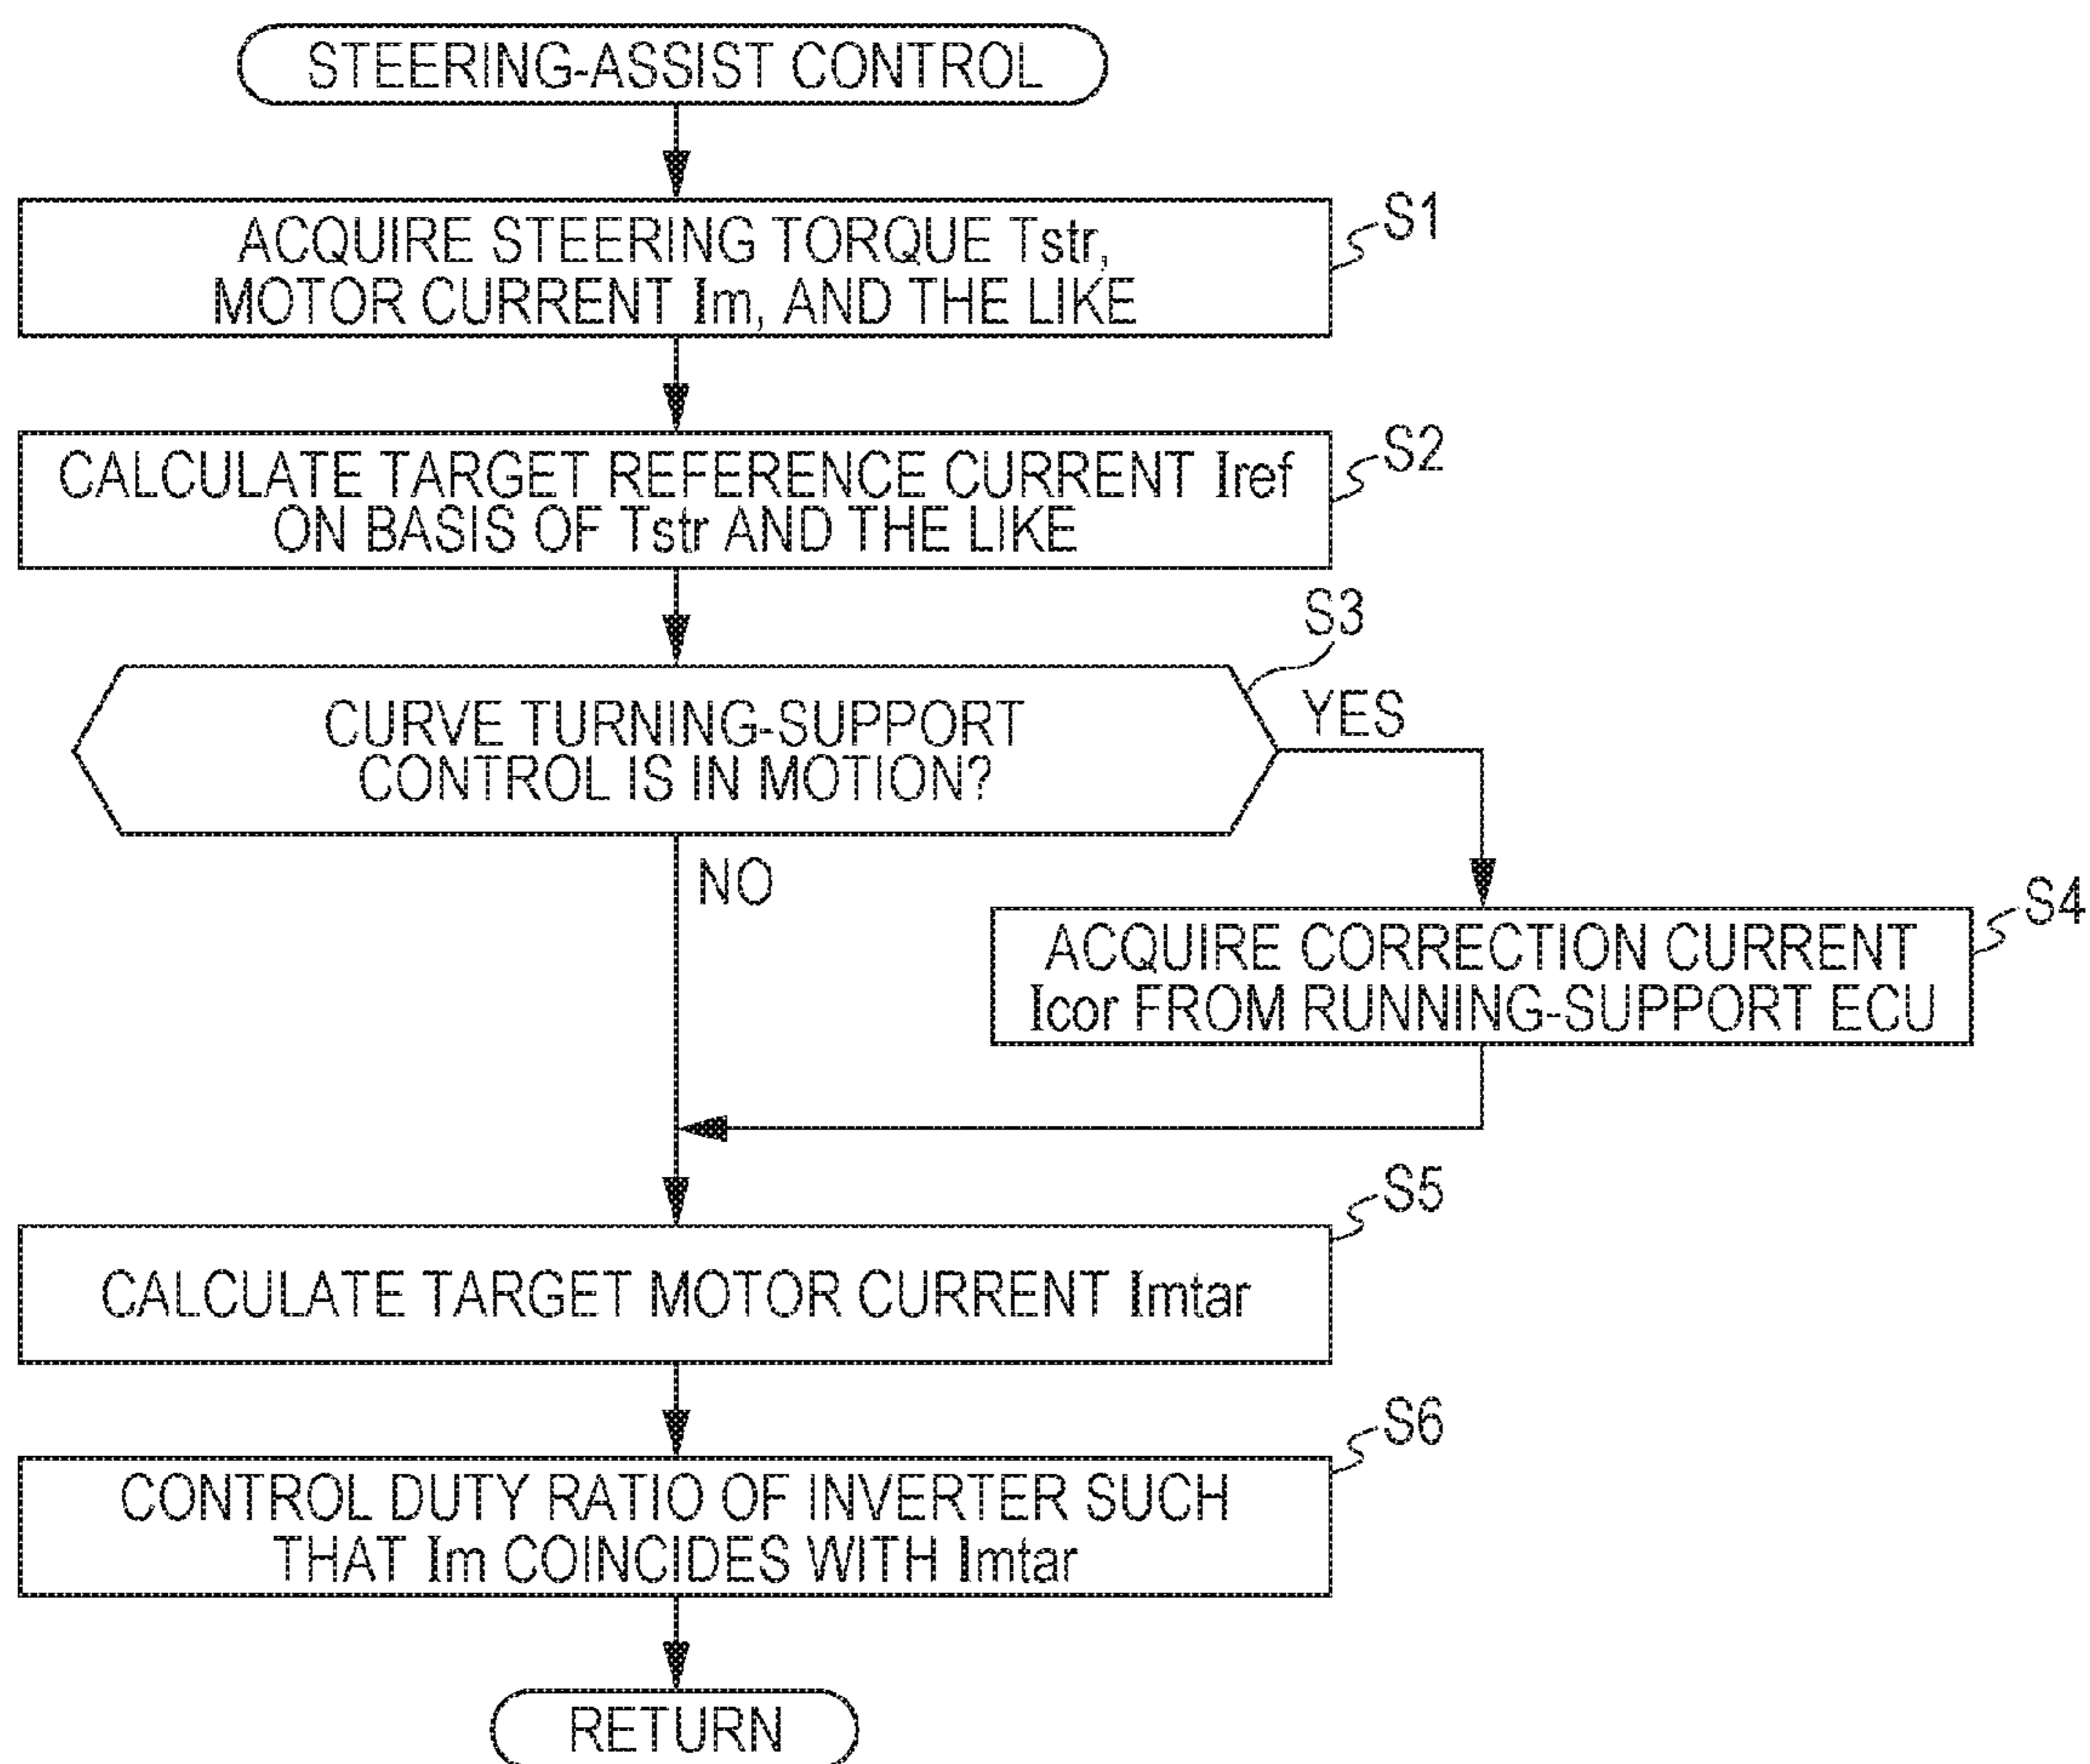 STEERING-ASSIST CONTROL
S1
ACQUIRE STEERING TORQUE Tstr,
MOTOR CURRENT Im, AND THE LIKE
S2
CALCULATE TARGET REFERENCE CURRENT Iref
ON BASIS OF Tstr AND THE LIKE
S3
CURVE TURNING-SUPPORT
CONTROL IS IN MOTION?
YES
NO
S4
ACQUIRE CORRECTION CURRENT
Icor FROM RUNNING-SUPPORT ECU
S5
CALCULATE TARGET MOTOR CURRENT Imtar
S6
CONTROL DUTY RATIO OF INVERTER SUCH
THAT Im COINCIDES WITH Imtar
RETURN